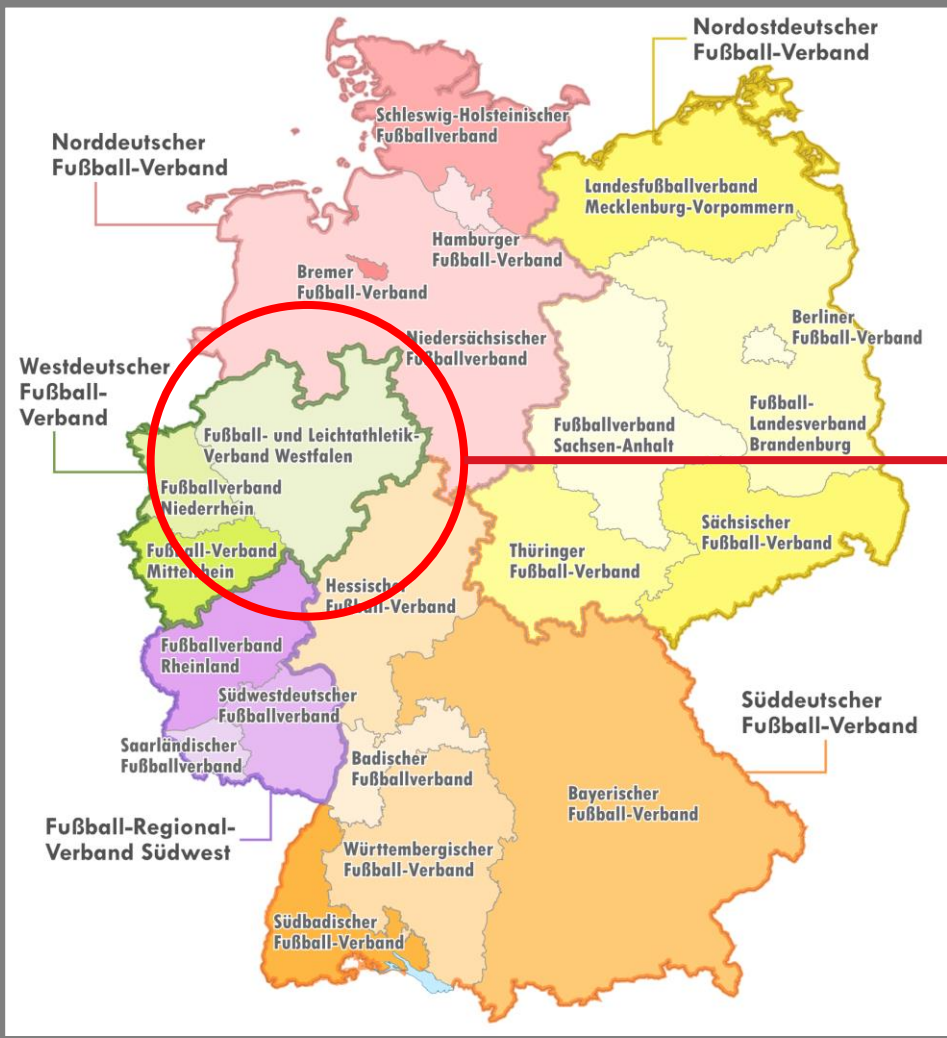 Nordostdeutscher
Fußball-Verband
Schleswig-Holsteinischer
Fußballverband
Norddeutscher
Fußball-Verband
Landesfußballverband
Mecklenburg-Vorpommern
Hamburger
Fußball-Verband
Bremer
Fußball-Verband
Berliner
Fußball-Verband
Niedersächsischer
Fußballverband
Westdeutscher
Fußball-
Verband
Fußball-
Landesverband
Brandenburg
Fußballverband
Sachsen-Anhalt
Fußball- und Leichtathletik-
Verband Westfalen
Fußballverband
Niederrhein
Sächsischer
Fußball-Verband
Fußball-Verband
Mittelrhein
Thüringer
Fußball-Verband
Hessischer
Fußball-Verband
Fußballverband
Rheinland
Südwestdeutscher
Fußballverband
Süddeutscher
Fußball-Verband
Saarländischer
Fußballverband
Badischer
Fußballverband
Bayerischer
Fußball-Verband
Fußball-Regional-
Verband Südwest
Württembergischer
Fußball-Verband
Südbadischer
Fußball-Verband